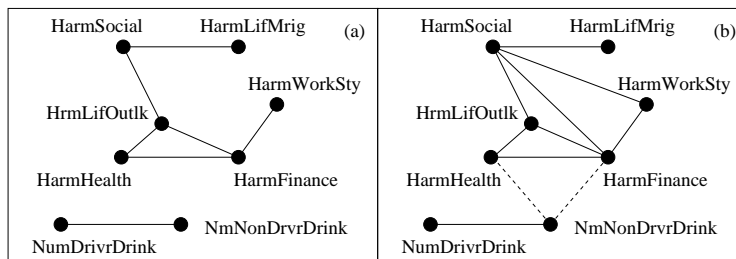 HarmSocial
HarmLifMrig
(a)
HarmWorkSty
HrmLifOutlk
HarmHealth
HarmFinance
NumDrivrDrink
NmNonDrvrDrink
HarmSocial
HarmLifMrig
(b)
HarmWorkSty
HrmLifOutlk
HarmHealth
HarmFinance
NumDrivrDrink
NmNonDrvrDrink